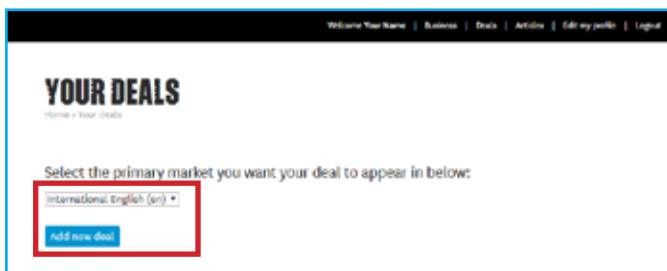 Welcome Your Name | Business | Deals | Articles | Edit my profile | Logout
YOUR DEALS
Home > Your deals
Select the primary market you want your deal to appear in below:
International English (en)
Add new deal